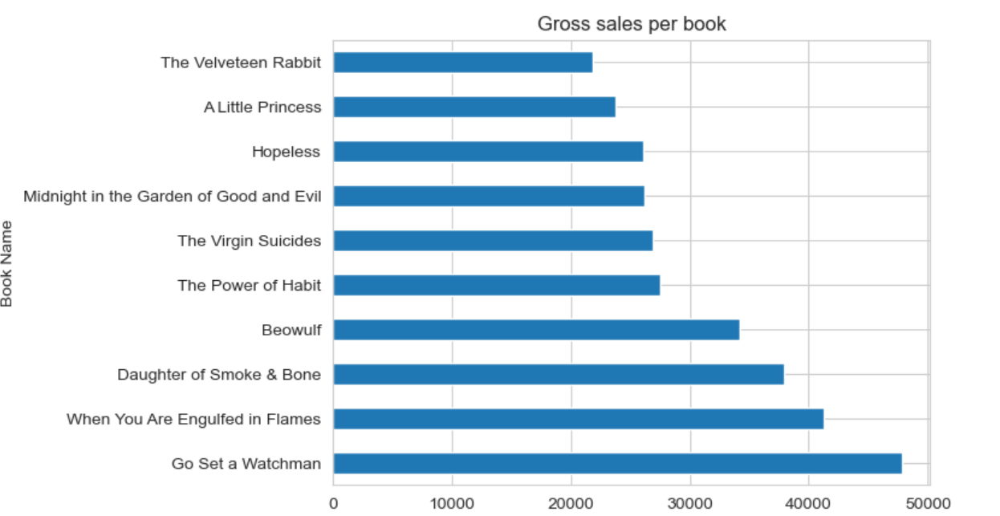 Gross sales per book
The Velveteen Rabbit
A Little Princess
Hopeless
Midnight in the Garden of Good and Evil
The Virgin Suicides
The Power of Habit
Beowulf
Daughter of Smoke & Bone
When You Are Engulfed in Flames
Go Set a Watchman
Book Name
0 10000 20000 30000 40000 50000